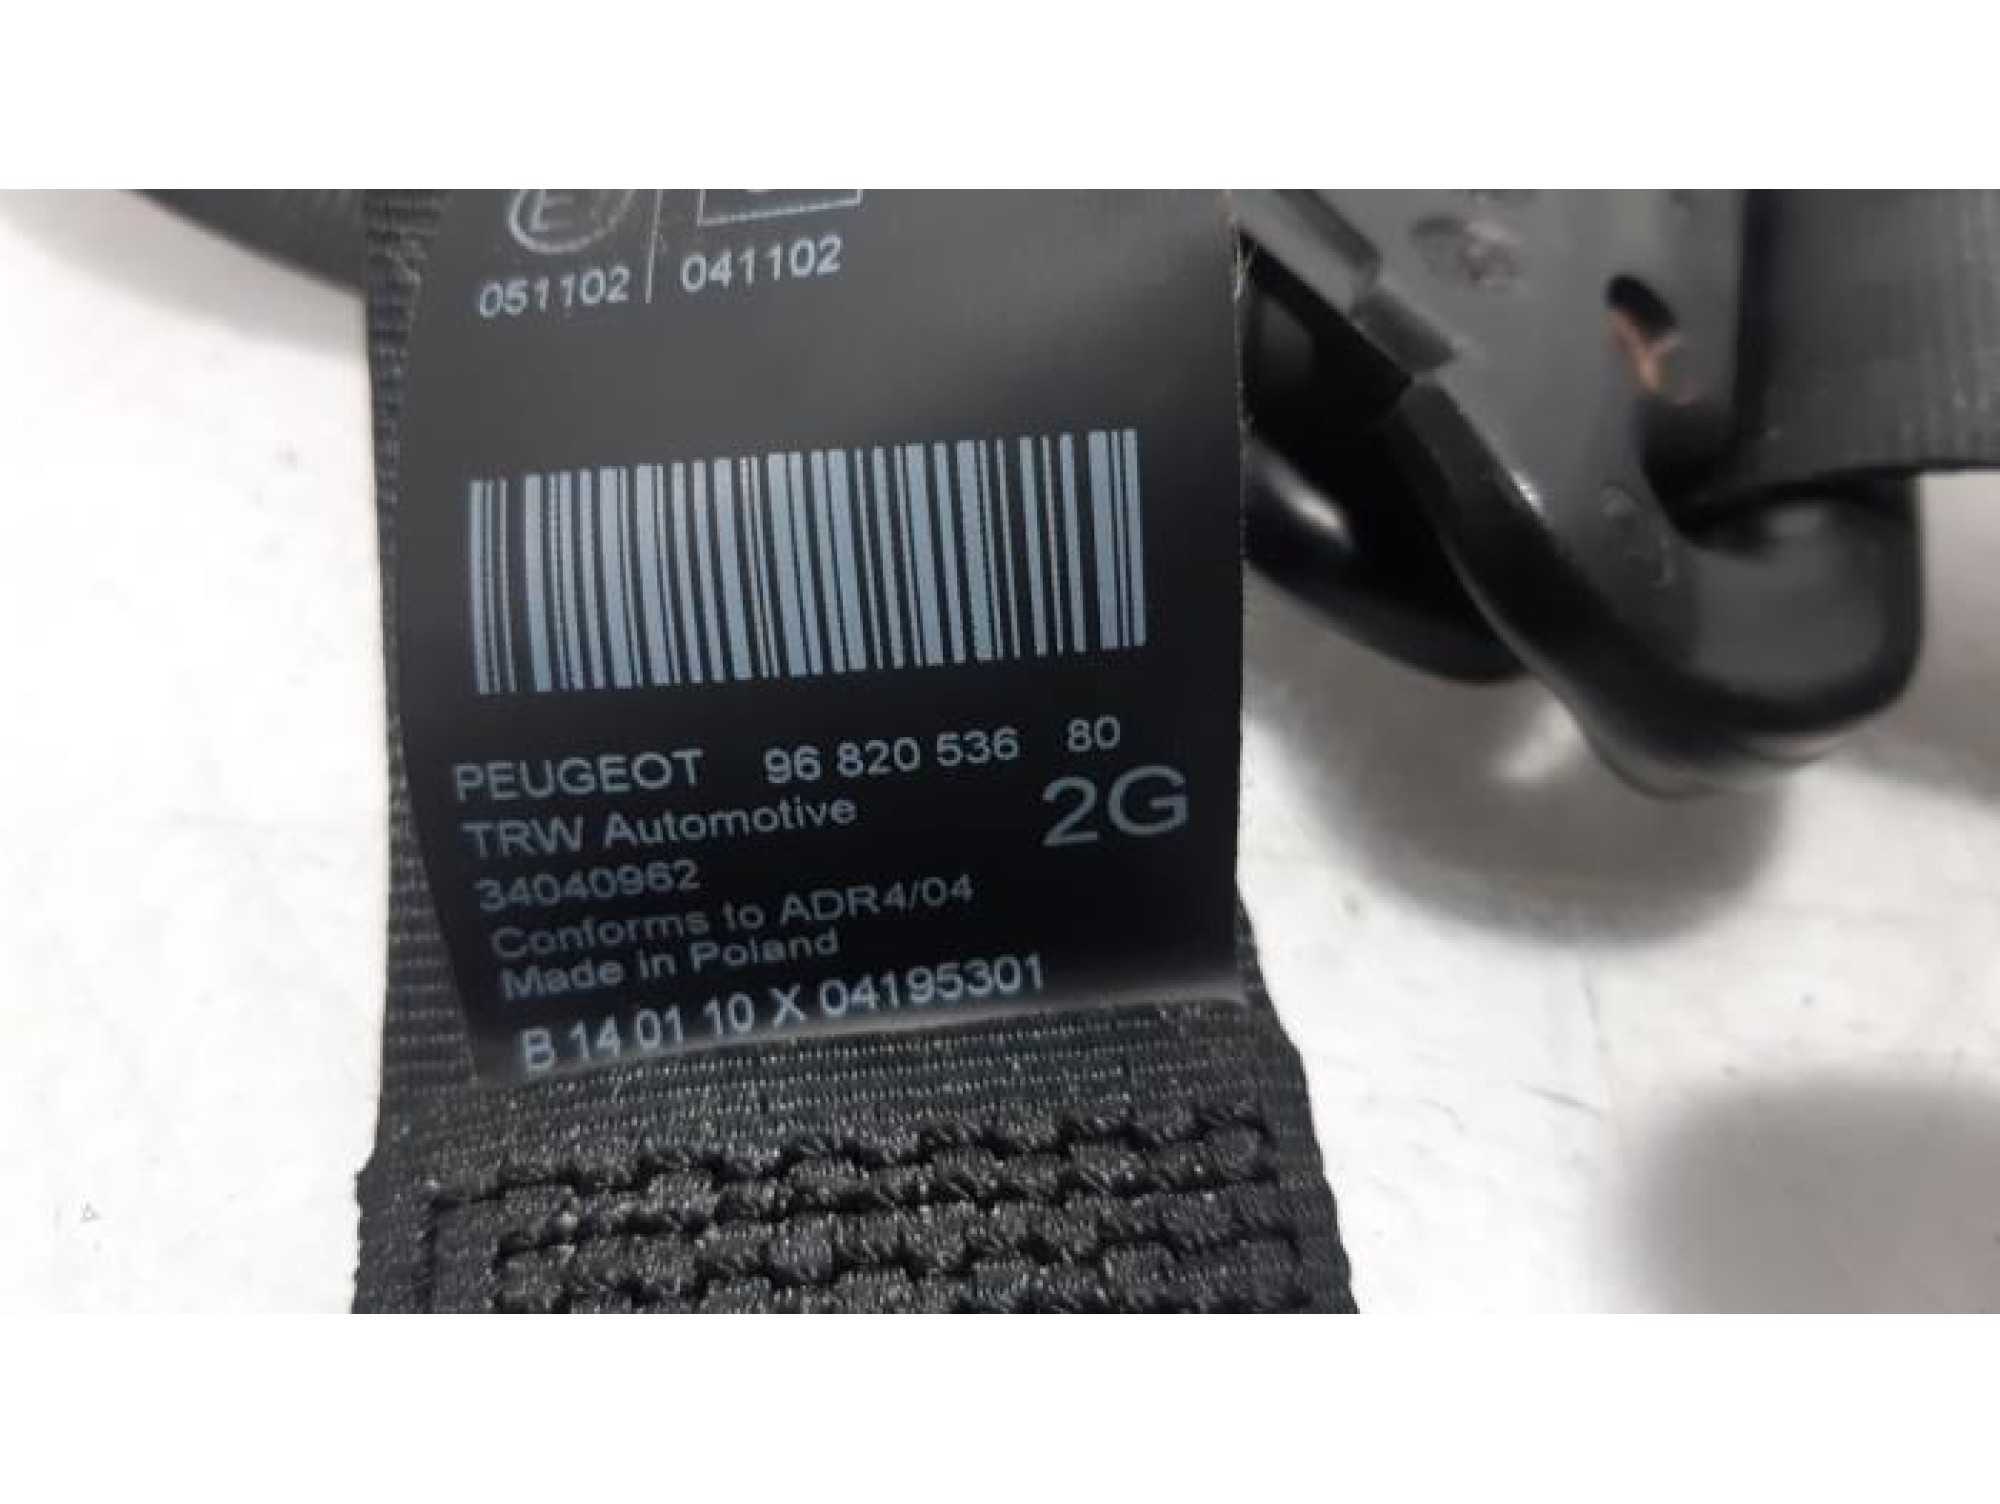 E
051102 041102
PEUGEOT 96 820 536 80
TRW Automotive 2G
34040962
Conforms to ADR4/04
Made in Poland
B 14 01 10 X 04195301